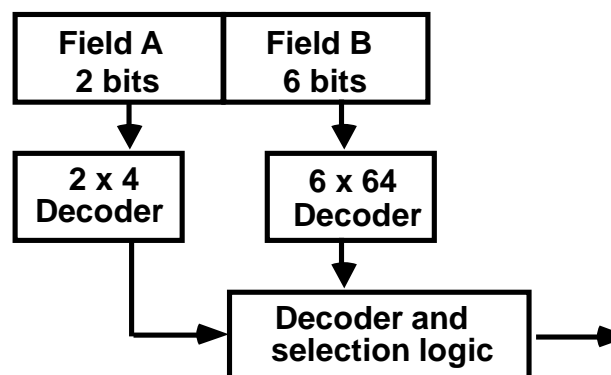 Field A
2 bits
Field B
6 bits
2 x 4
Decoder
6 x 64
Decoder
Decoder and
selection logic